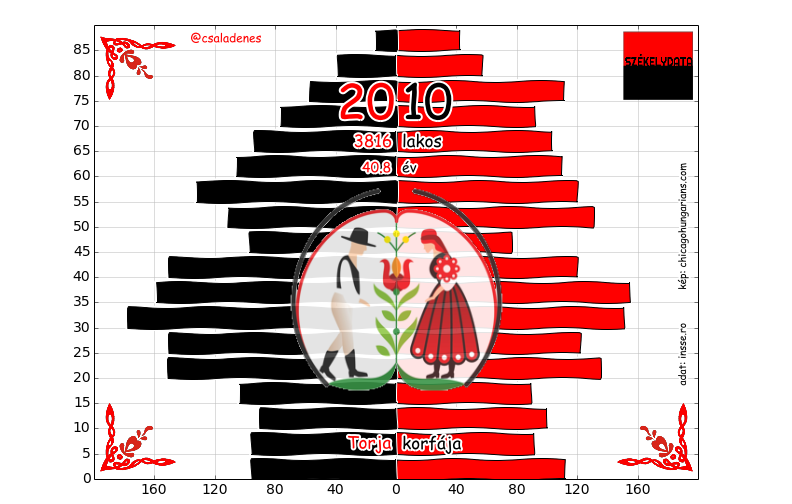 @csaladenes
SZÉKELYDATA
2010
3816 lakos
40.8 év
kép: chicagohungarians.com
adat: insse.ro
Torja korfája
85
80
75
70
65
60
55
50
45
40
35
30
25
20
15
10
5
0
160 120 80 40 0 40 80 120 160